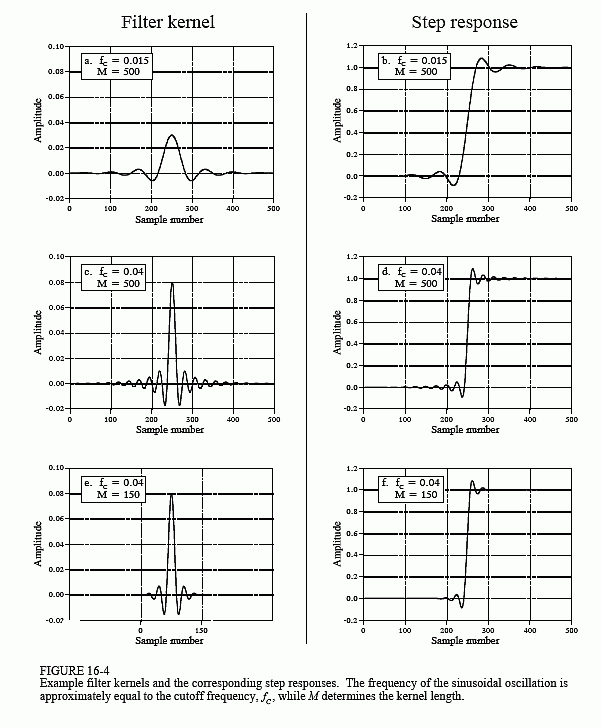 Filter kernel
Step response
0.10
0.08
0.06
0.04
0.02
0.00
-0.02
Amplitude
a. fc = 0.015
M = 500
0 100 200 300 400 500
Sample number
1.2
1.0
0.8
0.6
0.4
0.2
0.0
-0.2
Amplitude
b. fc = 0.015
M = 500
0 100 200 300 400 500
Sample number
0.10
0.08
0.06
0.04
0.02
0.00
-0.02
Amplitude
c. fc = 0.04
M = 500
0 100 200 300 400 500
Sample number
1.2
1.0
0.8
0.6
0.4
0.2
0.0
-0.2
Amplitude
d. fc = 0.04
M = 500
0 100 200 300 400 500
Sample number
0.10
0.08
0.06
0.04
0.02
0.00
Amplitude
e. fc = 0.04
M = 150
0 150
Sample number
1.2
1.0
0.8
0.6
0.4
0.2
0.0
-0.2
Amplitude
f. fc = 0.04
M = 150
0 100 200 300 400 500
Sample number
FIGURE 16-4
Example filter kernels and the corresponding step responses. The frequency of the sinusoidal oscillation is
approximately equal to the cutoff frequency, fc, while M determines the kernel length.